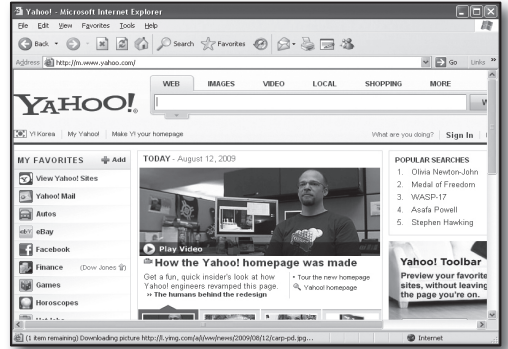 Yahoo! - Microsoft Internet Explorer
File Edit View Favorites Tools Help
Back Search Favorites
Address http://m.www.yahoo.com/ Go Links »
WEB IMAGES VIDEO LOCAL SHOPPING MORE
YAHOO!
W
Y! Korea My Yahoo! Make Y! your homepage What are you doing? Sign In
MY FAVORITES Add
View Yahoo! Sites
Yahoo! Mail
Autos
eBay
Facebook
Finance (Dow Jones)
Games
Horoscopes
TODAY - August 12, 2009
Play Video
How the Yahoo! homepage was made
Get a fun, quick insider's look at how
Yahoo! engineers revamped this page.
›› The humans behind the redesign
• Tour the new homepage
Yahoo! homepage
POPULAR SEARCHES
1. Olivia Newton-John
2. Medal of Freedom
3. WASP-17
4. Asafa Powell
5. Stephen Hawking
Yahoo! Toolbar
Preview your favorite
sites, without leaving
the page you're on.
(1 item remaining) Downloading picture http://l.yimg.com/a/i/ww/news/2009/08/12/carp-pd.jpg... Internet